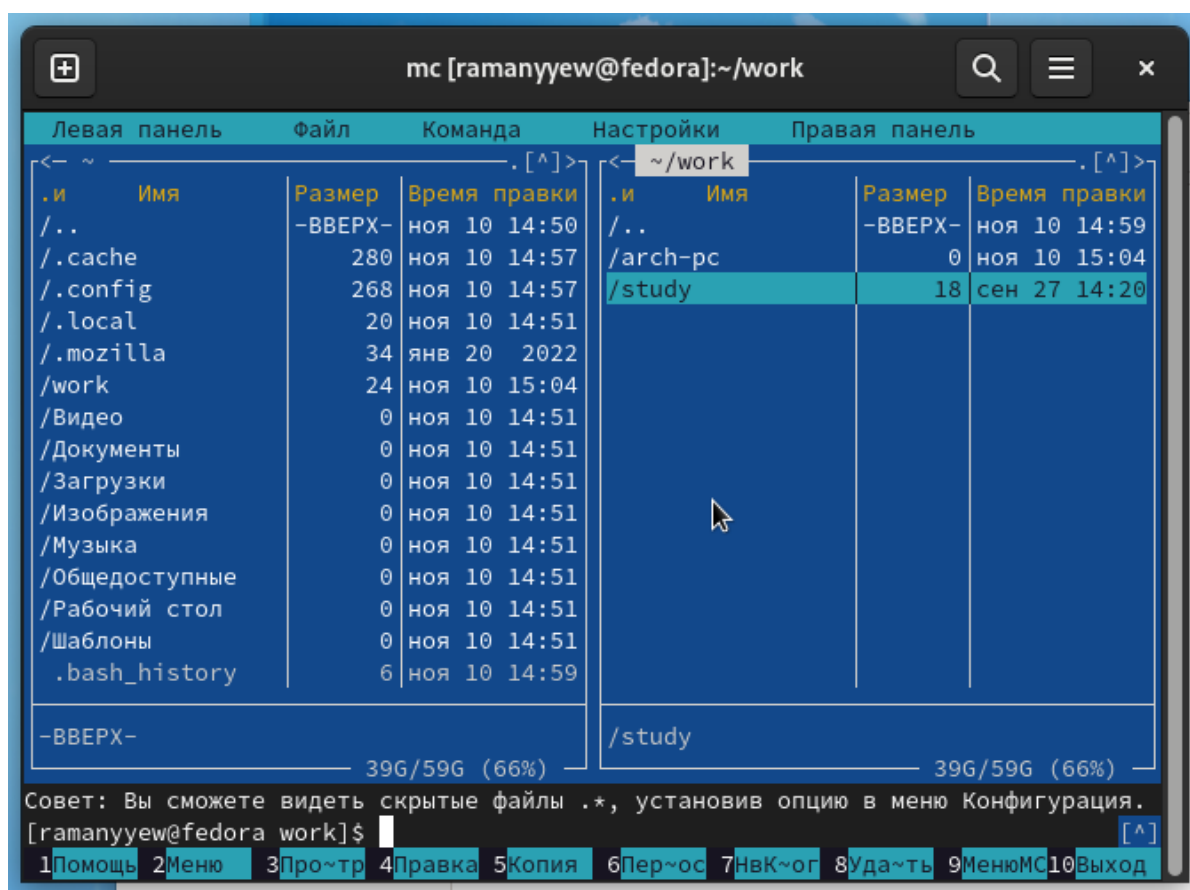 mc [ramanyyew@fedora]:~/work
Левая панель Файл Команда Настройки Правая панель
<— ~ .[^]> <— ~/work .[^]>
.и Имя Размер Время правки .и Имя Размер Время правки
/.. -ВВЕРХ- ноя 10 14:50 /.. -ВВЕРХ- ноя 10 14:59
/.cache 280 ноя 10 14:57 /arch-pc 0 ноя 10 15:04
/.config 268 ноя 10 14:57 /study 18 сен 27 14:20
/.local 20 ноя 10 14:51
/.mozilla 34 янв 20 2022
/work 24 ноя 10 15:04
/Видео 0 ноя 10 14:51
/Документы 0 ноя 10 14:51
/Загрузки 0 ноя 10 14:51
/Изображения 0 ноя 10 14:51
/Музыка 0 ноя 10 14:51
/Общедоступные 0 ноя 10 14:51
/Рабочий стол 0 ноя 10 14:51
/Шаблоны 0 ноя 10 14:51
.bash_history 6 ноя 10 14:59
-ВВЕРХ- /study
39G/59G (66%) 39G/59G (66%)
Совет: Вы сможете видеть скрытые файлы .*, установив опцию в меню Конфигурация.
[ramanyyew@fedora work]$ [^]
1Помощь 2Меню 3Про~тр 4Правка 5Копия 6Пер~ос 7НвК~ог 8Уда~ть 9МенюMC 10Выход